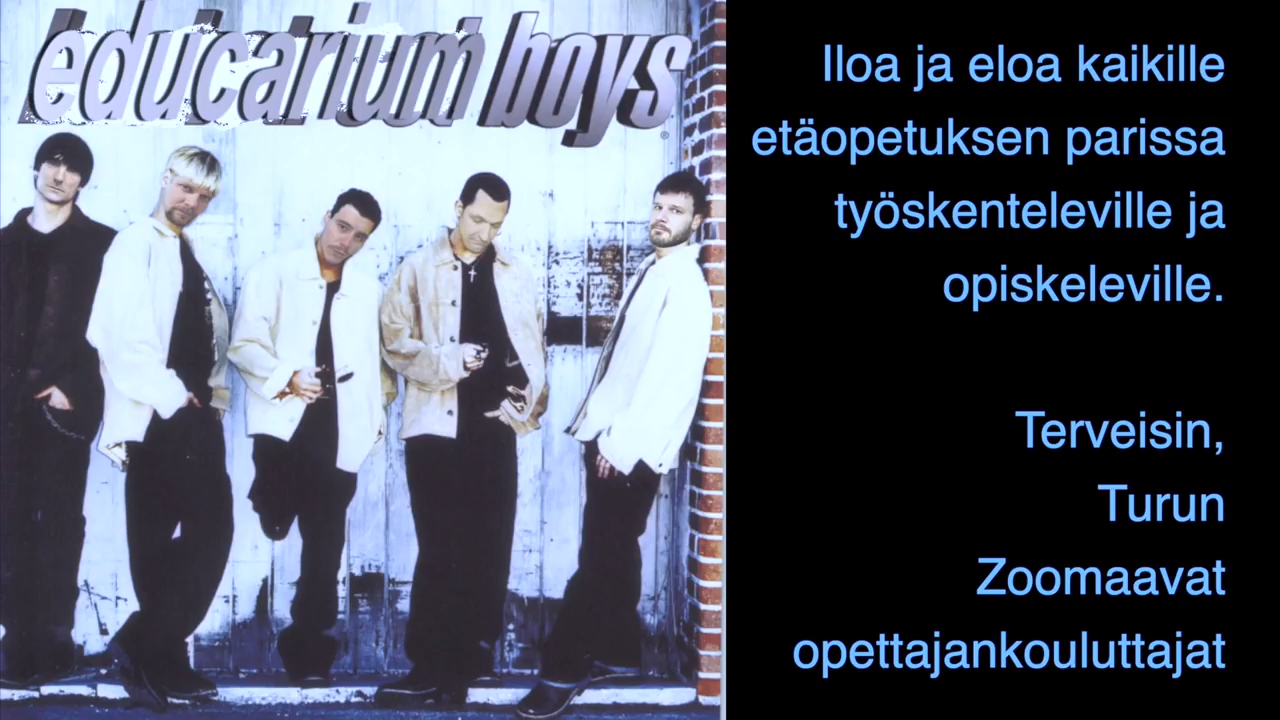 educarium boys
Iloa ja eloa kaikille
etäopetuksen parissa
työskenteleville ja
opiskeleville.
Terveisin,
Turun
Zoomaavat
opettajankouluttajat